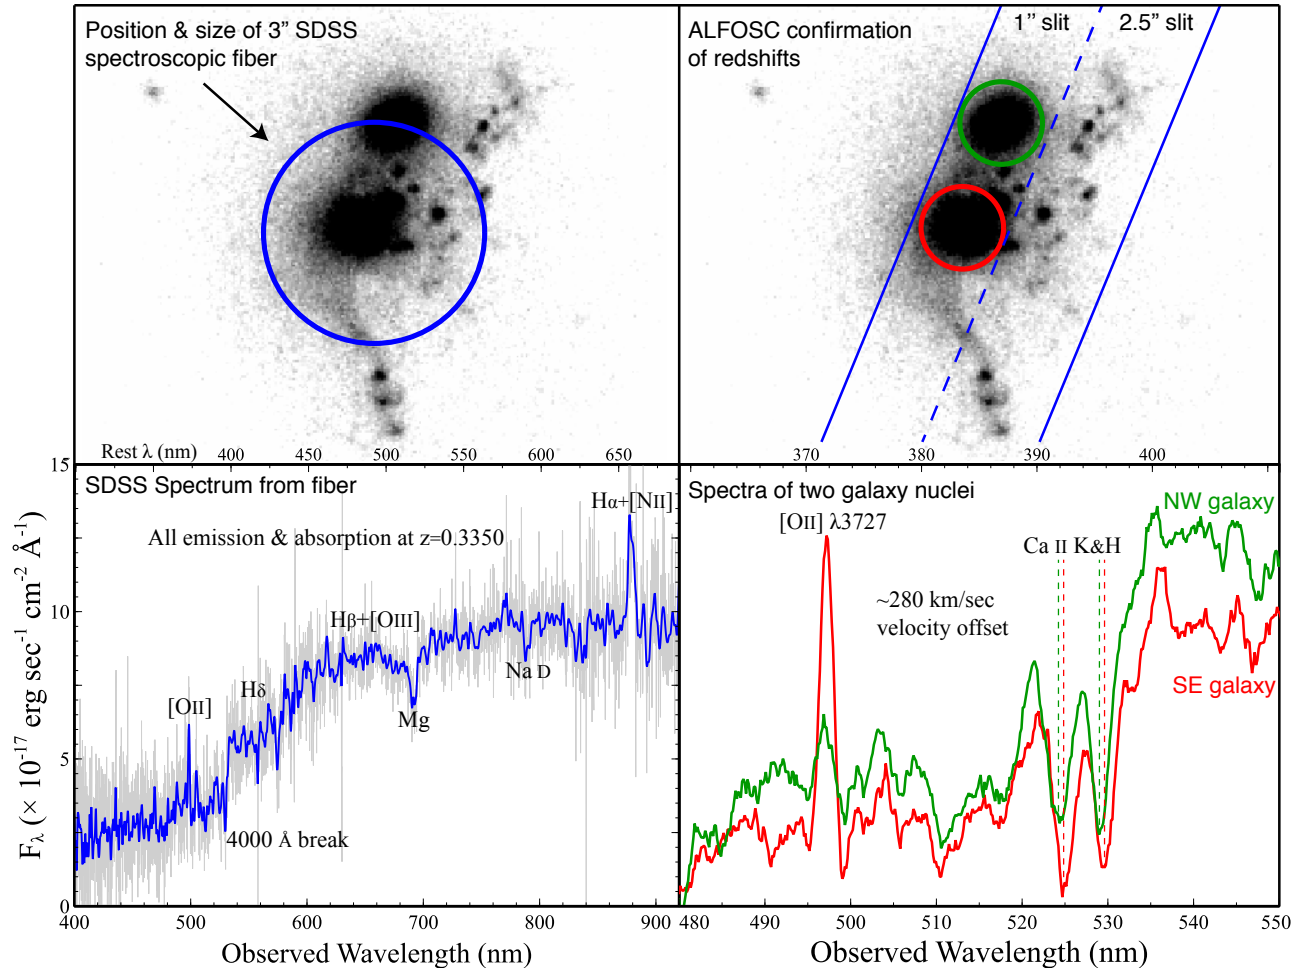 Position & size of 3” SDSS
spectroscopic fiber
ALFOSC confirmation
of redshifts
1” slit
2.5” slit
Rest λ (nm)
400
450
500
550
600
650
370
380
390
400
15
10
5
0
F_λ (× 10⁻¹⁷ erg sec⁻¹ cm⁻² Å⁻¹)
SDSS Spectrum from fiber
Hα+[NII]
All emission & absorption at z=0.3350
Hβ+[OIII]
Hδ
[OII]
Na D
Mg
4000 Å break
400
500
600
700
800
900
Observed Wavelength (nm)
Spectra of two galaxy nuclei
NW galaxy
[OII] λ3727
Ca II K&H
~280 km/sec
velocity offset
SE galaxy
480
490
500
510
520
530
540
550
Observed Wavelength (nm)